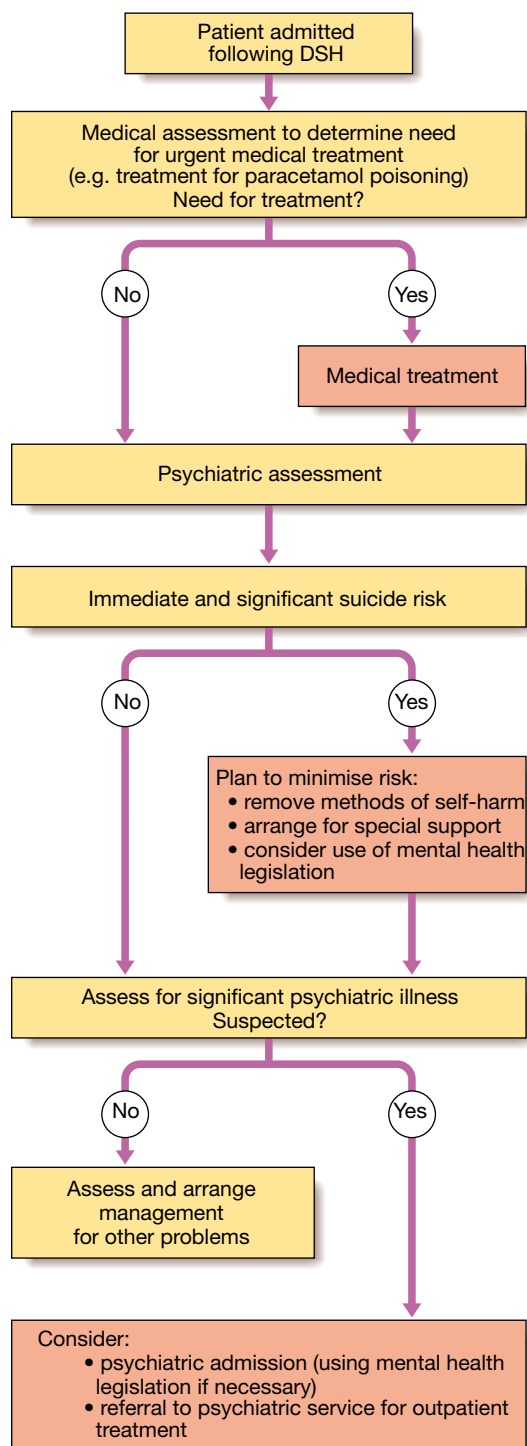 Patient admitted
following DSH
Medical assessment to determine need
for urgent medical treatment
(e.g. treatment for paracetamol poisoning)
Need for treatment?
No
Yes
Medical treatment
Psychiatric assessment
Immediate and significant suicide risk
No
Yes
Plan to minimise risk:
• remove methods of self-harm
• arrange for special support
• consider use of mental health
legislation
Assess for significant psychiatric illness
Suspected?
No
Yes
Assess and arrange
management
for other problems
Consider:
• psychiatric admission (using mental health
legislation if necessary)
• referral to psychiatric service for outpatient
treatment